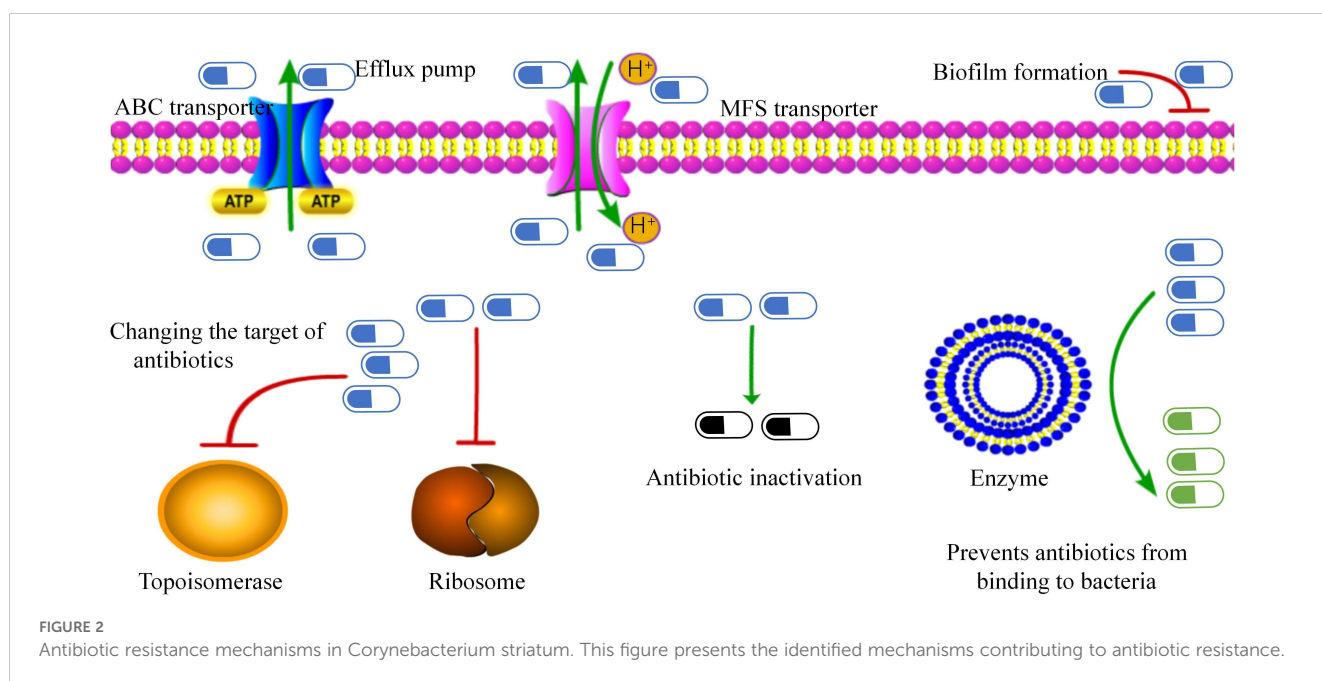 Efflux pump
ABC transporter
H⁺
MFS transporter
Biofilm formation
ATP
ATP
H⁺
Changing the target of
antibiotics
Antibiotic inactivation
Enzyme
Topoisomerase
Ribosome
Prevents antibiotics from
binding to bacteria
FIGURE 2
Antibiotic resistance mechanisms in Corynebacterium striatum. This figure presents the identified mechanisms contributing to antibiotic resistance.